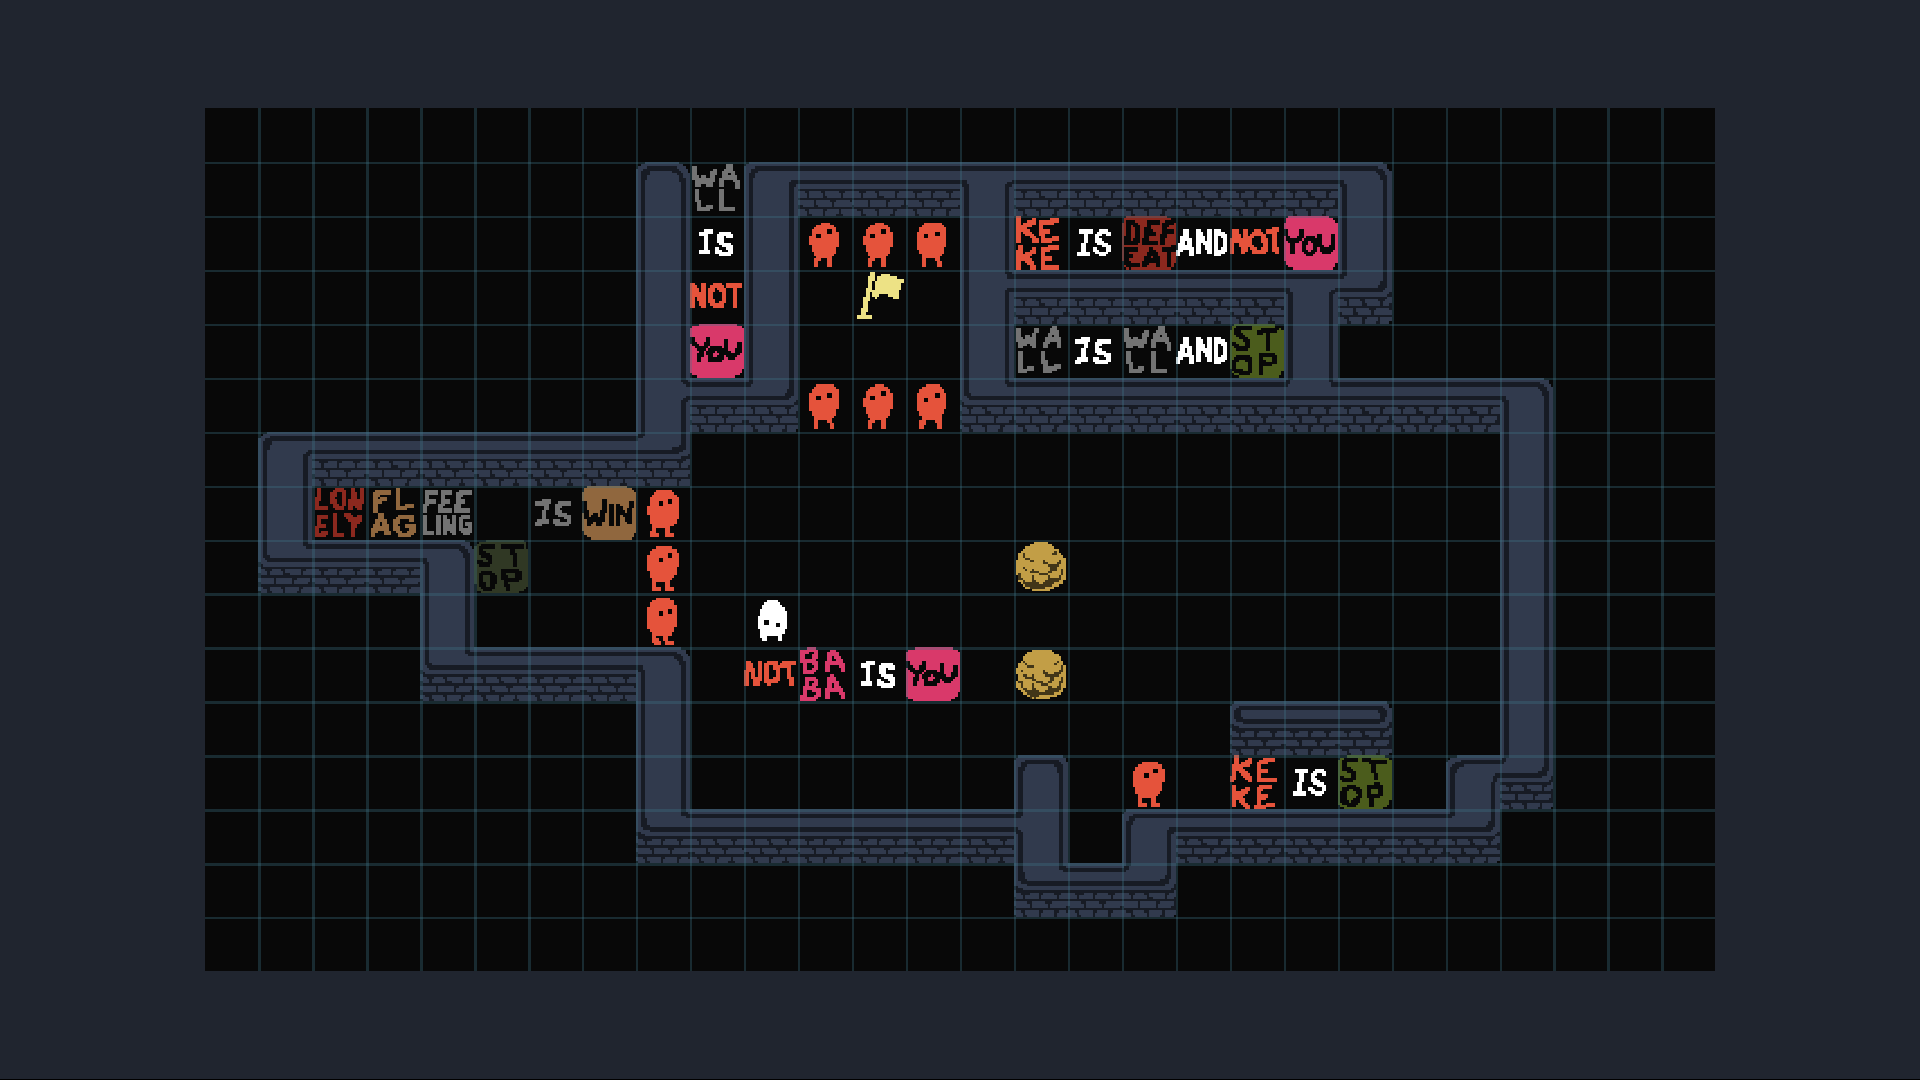 WALL
IS
KEKE IS DEFEAT AND NOT YOU
NOT
YOU
WALL IS WALL AND STOP
LONELY FLAG FEELING IS WIN
STOP
NOT BABA IS YOU
KEKE IS STOP